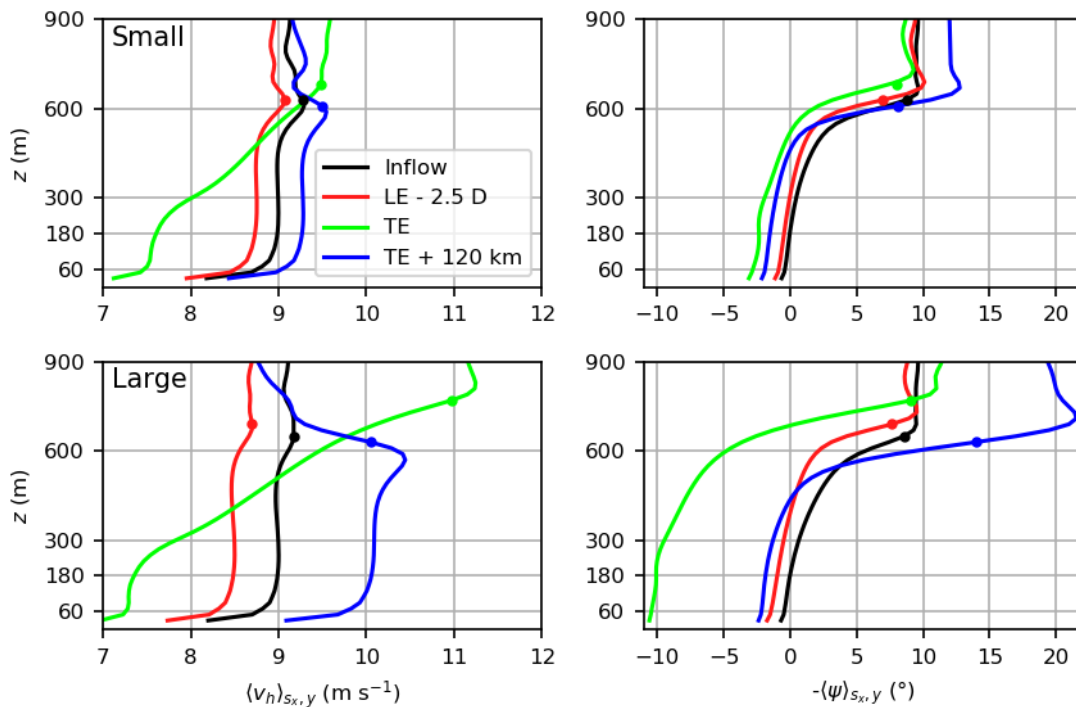 Small
900
600
300
180
60
z (m)
7 8 9 10 11 12
Inflow
LE - 2.5 D
TE
TE + 120 km
900
600
300
180
60
−10 −5 0 5 10 15 20
Large
900
600
300
180
60
z (m)
7 8 9 10 11 12
⟨v_h⟩_{s_x, y} (m s⁻¹)
900
600
300
180
60
−10 −5 0 5 10 15 20
-⟨ψ⟩_{s_x, y} (°)